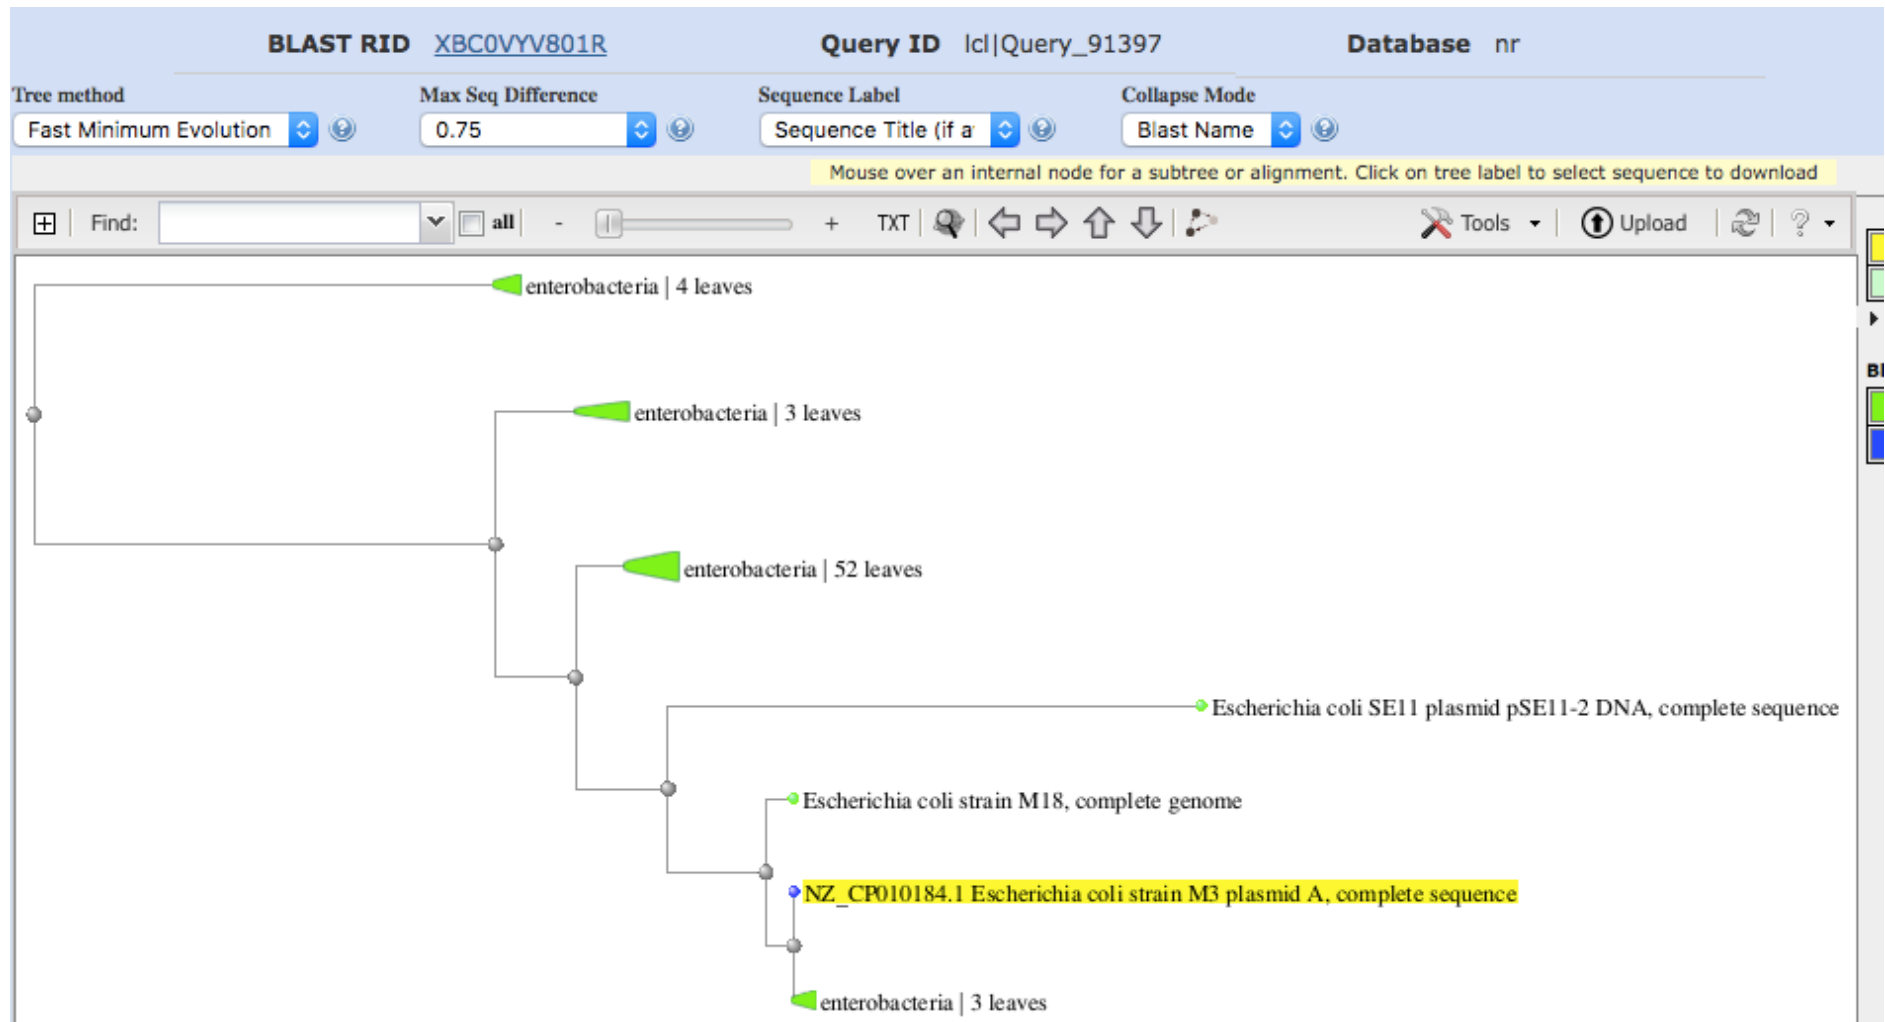 BLAST RID XBC0VYV801R Query ID lcl|Query_91397 Database nr
Tree method Max Seq Difference Sequence Label Collapse Mode
Fast Minimum Evolution 0.75 Sequence Title (if a Blast Name
Mouse over an internal node for a subtree or alignment. Click on tree label to select sequence to download
Find: all - + TXT Tools Upload ?
enterobacteria | 4 leaves
enterobacteria | 3 leaves
enterobacteria | 52 leaves
Escherichia coli SE11 plasmid pSE11-2 DNA, complete sequence
Escherichia coli strain M18, complete genome
NZ_CP010184.1 Escherichia coli strain M3 plasmid A, complete sequence
enterobacteria | 3 leaves